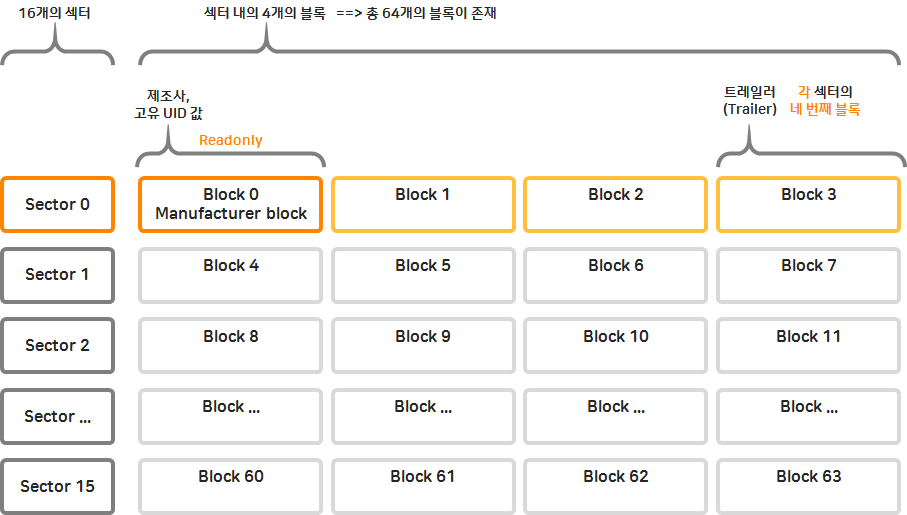 16개의 섹터
섹터 내의 4개의 블록 ==> 총 64개의 블록이 존재
제조사,
고유 UID 값
Readonly
트레일러
(Trailer)
각 섹터의
네 번째 블록
Sector 0
Block 0
Manufacturer block
Block 1
Block 2
Block 3
Sector 1
Block 4
Block 5
Block 6
Block 7
Sector 2
Block 8
Block 9
Block 10
Block 11
Sector ...
Block ...
Block ...
Block ...
Block ...
Sector 15
Block 60
Block 61
Block 62
Block 63